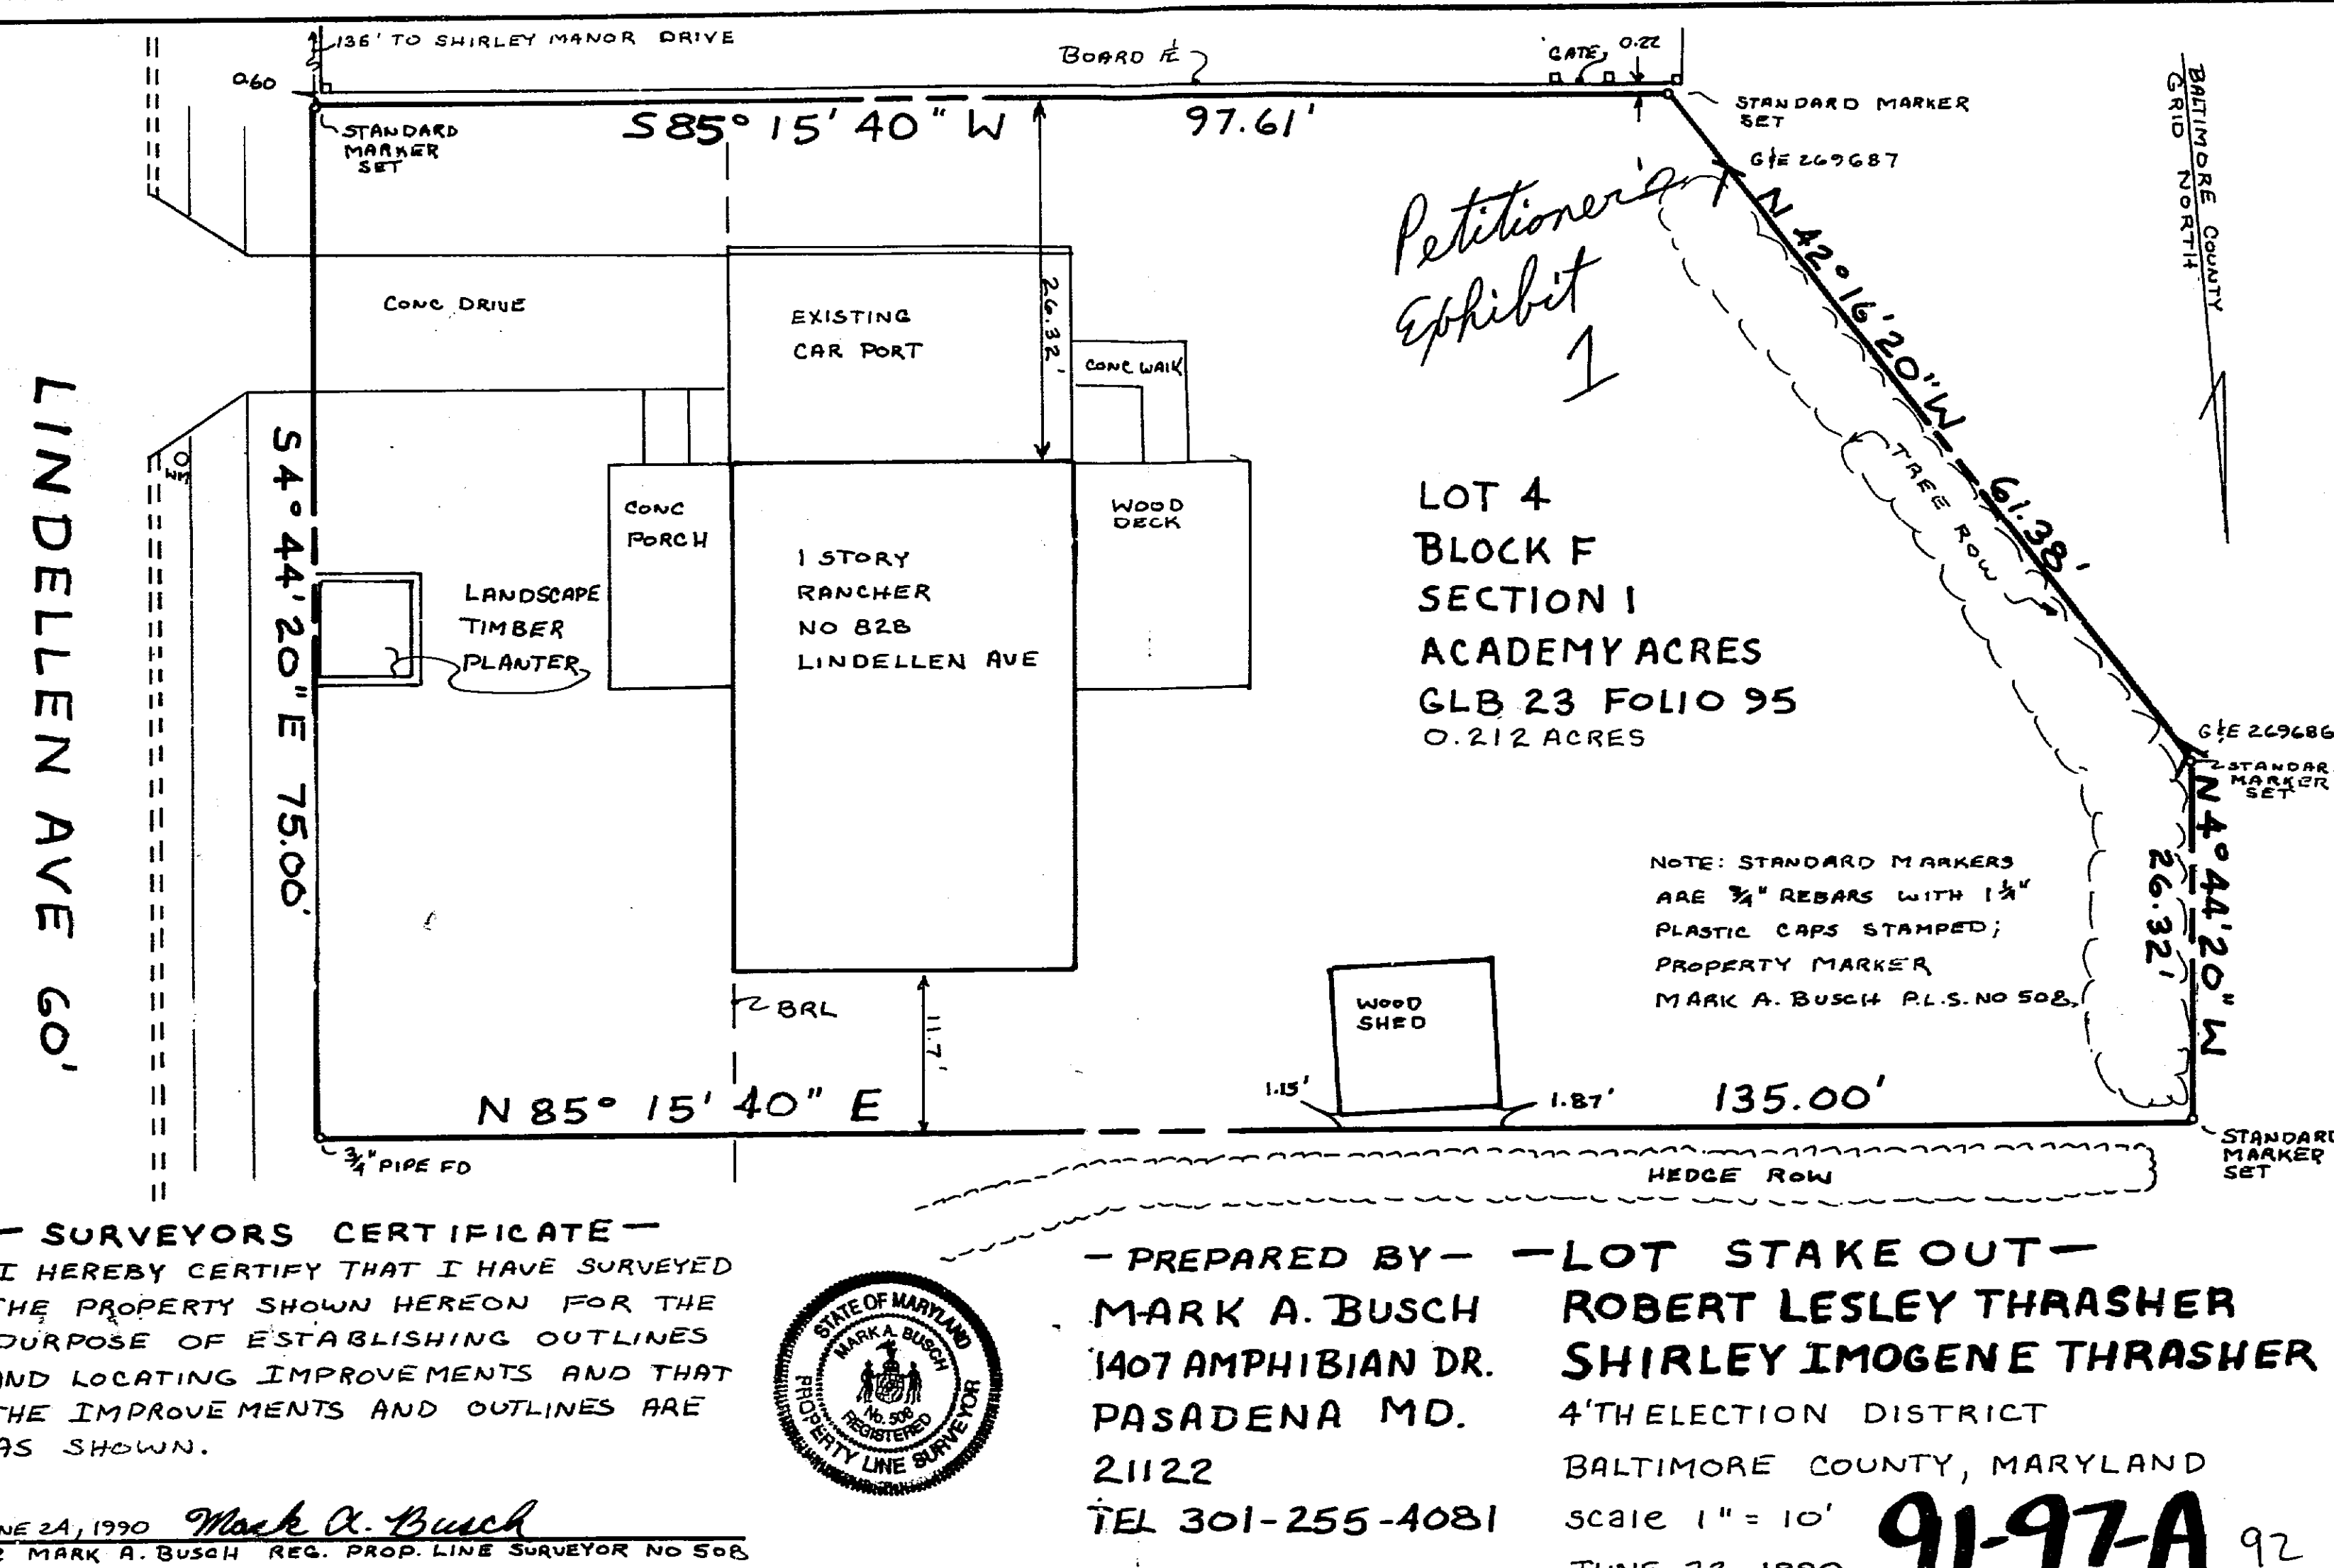 136' TO SHIRLEY MANOR DRIVE
BOARD
GATE
0.22
0.60
STANDARD
MARKER
SET
S 85° 15' 40" W
97.61'
STANDARD MARKER
SET
G&E 269687
BALTIMORE COUNTY
GRID NORTH
Petitioner's
Exhibit
1
N 42° 16' 20" W
61.38'
TREE ROW
CONC DRIVE
EXISTING
CAR PORT
26.32'
CONC WALK
LINDELLEN AVE 60'
WM
S 4° 44' 20" E 75.00'
CONC
PORCH
WOOD
DECK
LANDSCAPE
TIMBER
PLANTER
1 STORY
RANCHER
NO 828
LINDELLEN AVE
LOT 4
BLOCK F
SECTION 1
ACADEMY ACRES
GLB 23 FOLIO 95
0.212 ACRES
G&E 269686
STANDAR
MARKER
SET
N 4° 44' 20" W
26.32'
NOTE: STANDARD MARKERS
ARE 3/4" REBARS WITH 1 1/4"
PLASTIC CAPS STAMPED;
PROPERTY MARKER
MARK A. BUSCH P.L.S. NO 508.
WOOD
SHED
BRL
11.7'
1.15'
1.87'
N 85° 15' 40" E
135.00'
3/4" PIPE FD
STANDARD
MARKER
SET
HEDGE ROW
— SURVEYORS CERTIFICATE —
I HEREBY CERTIFY THAT I HAVE SURVEYED
THE PROPERTY SHOWN HEREON FOR THE
PURPOSE OF ESTABLISHING OUTLINES
AND LOCATING IMPROVEMENTS AND THAT
THE IMPROVEMENTS AND OUTLINES ARE
AS SHOWN.
NE 24, 1990 Mark A. Busch
MARK A. BUSCH REG. PROP. LINE SURVEYOR NO 508
STATE OF MARYLAND
MARK A. BUSCH
No. 508
REGISTERED
PROPERTY LINE SURVEYOR
— PREPARED BY —
MARK A. BUSCH
1407 AMPHIBIAN DR.
PASADENA MD.
21122
TEL 301-255-4081
— LOT STAKE OUT —
ROBERT LESLEY THRASHER
SHIRLEY IMOGENE THRASHER
4'TH ELECTION DISTRICT
BALTIMORE COUNTY, MARYLAND
scale 1" = 10'
91-97-A
92